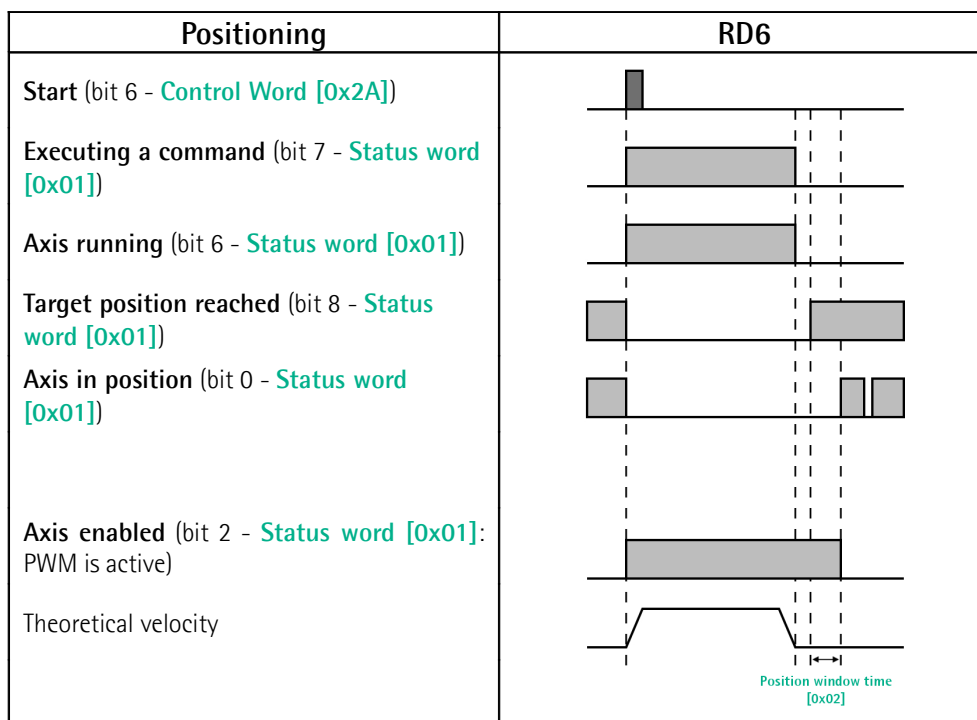 Positioning
RD6
Start (bit 6 - Control Word [0x2A])
Executing a command (bit 7 - Status word
[0x01])
Axis running (bit 6 - Status word [0x01])
Target position reached (bit 8 - Status
word [0x01])
Axis in position (bit 0 - Status word
[0x01])
Axis enabled (bit 2 - Status word [0x01]:
PWM is active)
Theoretical velocity
Position window time
[0x02]